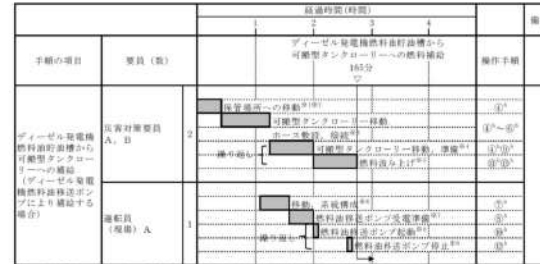 経過時間(時間)
備
1 2 3 4
手順の項目
要員（数）
ディーゼル発電機燃料油貯油槽から
可搬型タンクローリーへの燃料補給
165分
▽
操作手順
ディーゼル発電機
燃料油貯油槽から
可搬型タンクロー
リーへの補給
（ディーゼル発電
機燃料油移送ポン
プにより補給する
場合）
災害対策要員
A，B
2
保管場所への移動
可搬型タンクローリー移動
ホース敷設，接続
繰り返し
可搬型タンクローリー移動，準備
燃料汲み上げ
運転員
（現場）A
1
移動，系統構成
燃料油移送ポンプ受電準備
燃料油移送ポンプ起動
繰り返し
燃料油移送ポンプ停止